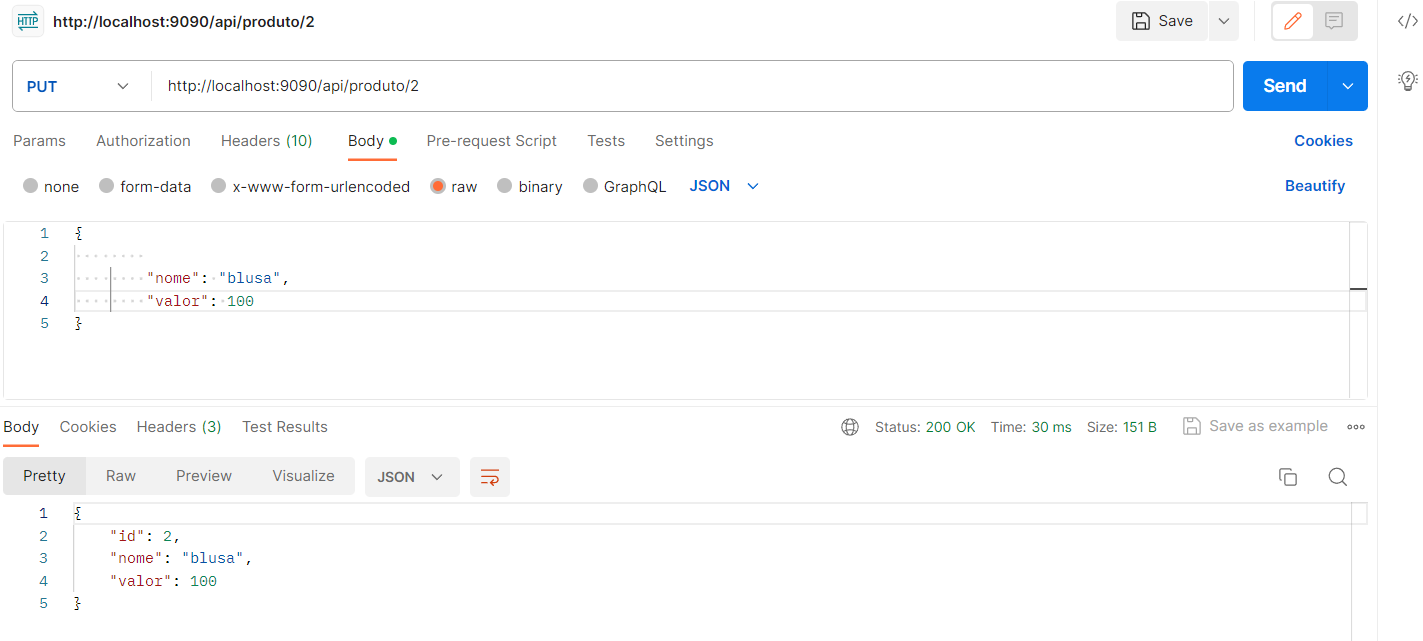 HTTP http://localhost:9090/api/produto/2 Save
PUT http://localhost:9090/api/produto/2 Send
Params Authorization Headers (10) Body Pre-request Script Tests Settings Cookies
none form-data x-www-form-urlencoded raw binary GraphQL JSON Beautify
1 {
2
3 "nome": "blusa",
4 "valor": 100
5 }
Body Cookies Headers (3) Test Results Status: 200 OK Time: 30 ms Size: 151 B Save as example
Pretty Raw Preview Visualize JSON
1 {
2 "id": 2,
3 "nome": "blusa",
4 "valor": 100
5 }